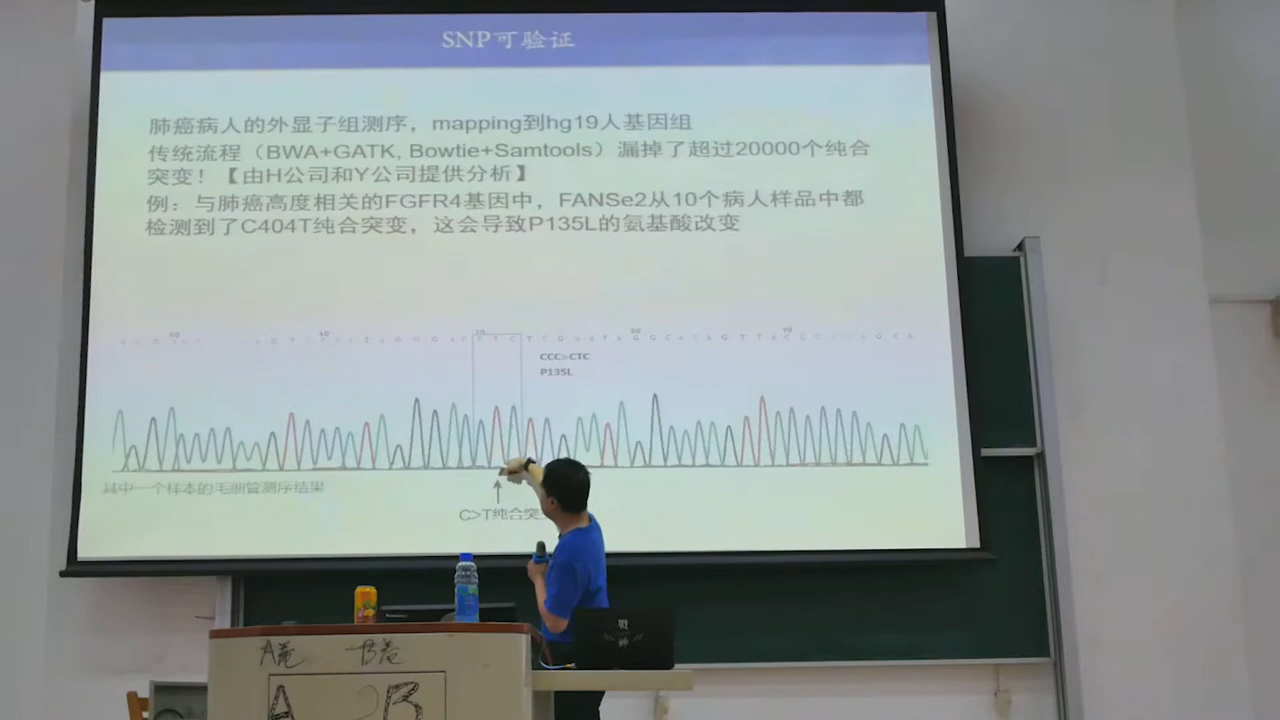 SNP可验证
肺癌病人的外显子组测序，mapping到hg19人基因组
传统流程（BWA+GATK, Bowtie+Samtools）漏掉了超过20000个纯合
突变！【由H公司和Y公司提供分析】
例：与肺癌高度相关的FGFR4基因中，FANSe2从10个病人样品中都
检测到了C404T纯合突变，这会导致P135L的氨基酸改变
CCC>CTC
P135L
其中一个样本的毛细管测序结果
C>T纯合突
戰
神
A卷 B卷
A B